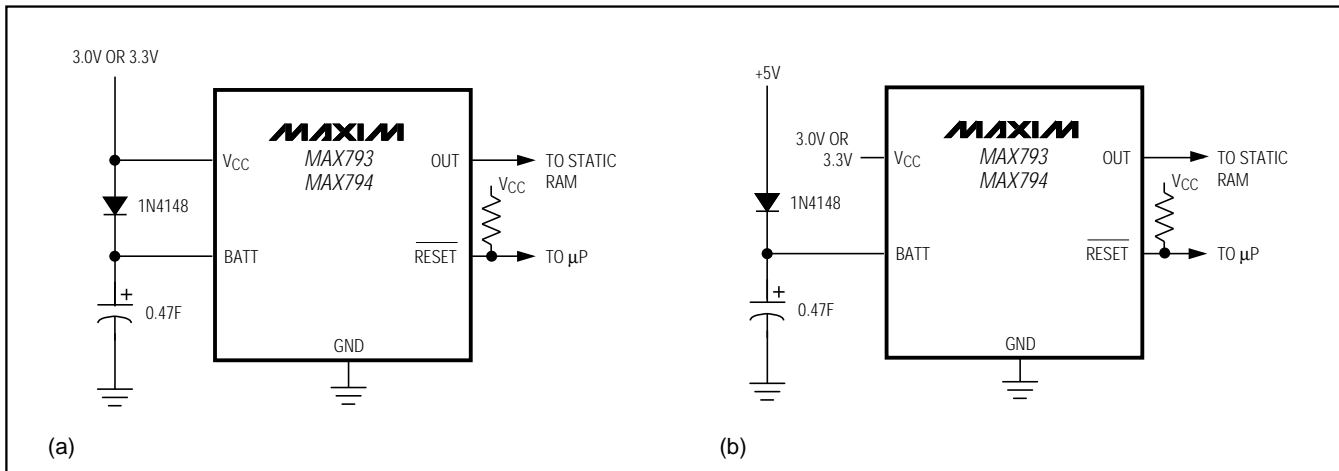 3.0V OR 3.3V
VCC
1N4148
BATT
+
0.47F
MAXIM
MAX793
MAX794
OUT
TO STATIC
RAM
VCC
RESET
TO µP
GND
(a)
+5V
3.0V OR
3.3V
VCC
1N4148
BATT
+
0.47F
MAXIM
MAX793
MAX794
OUT
TO STATIC
RAM
VCC
RESET
TO µP
GND
(b)